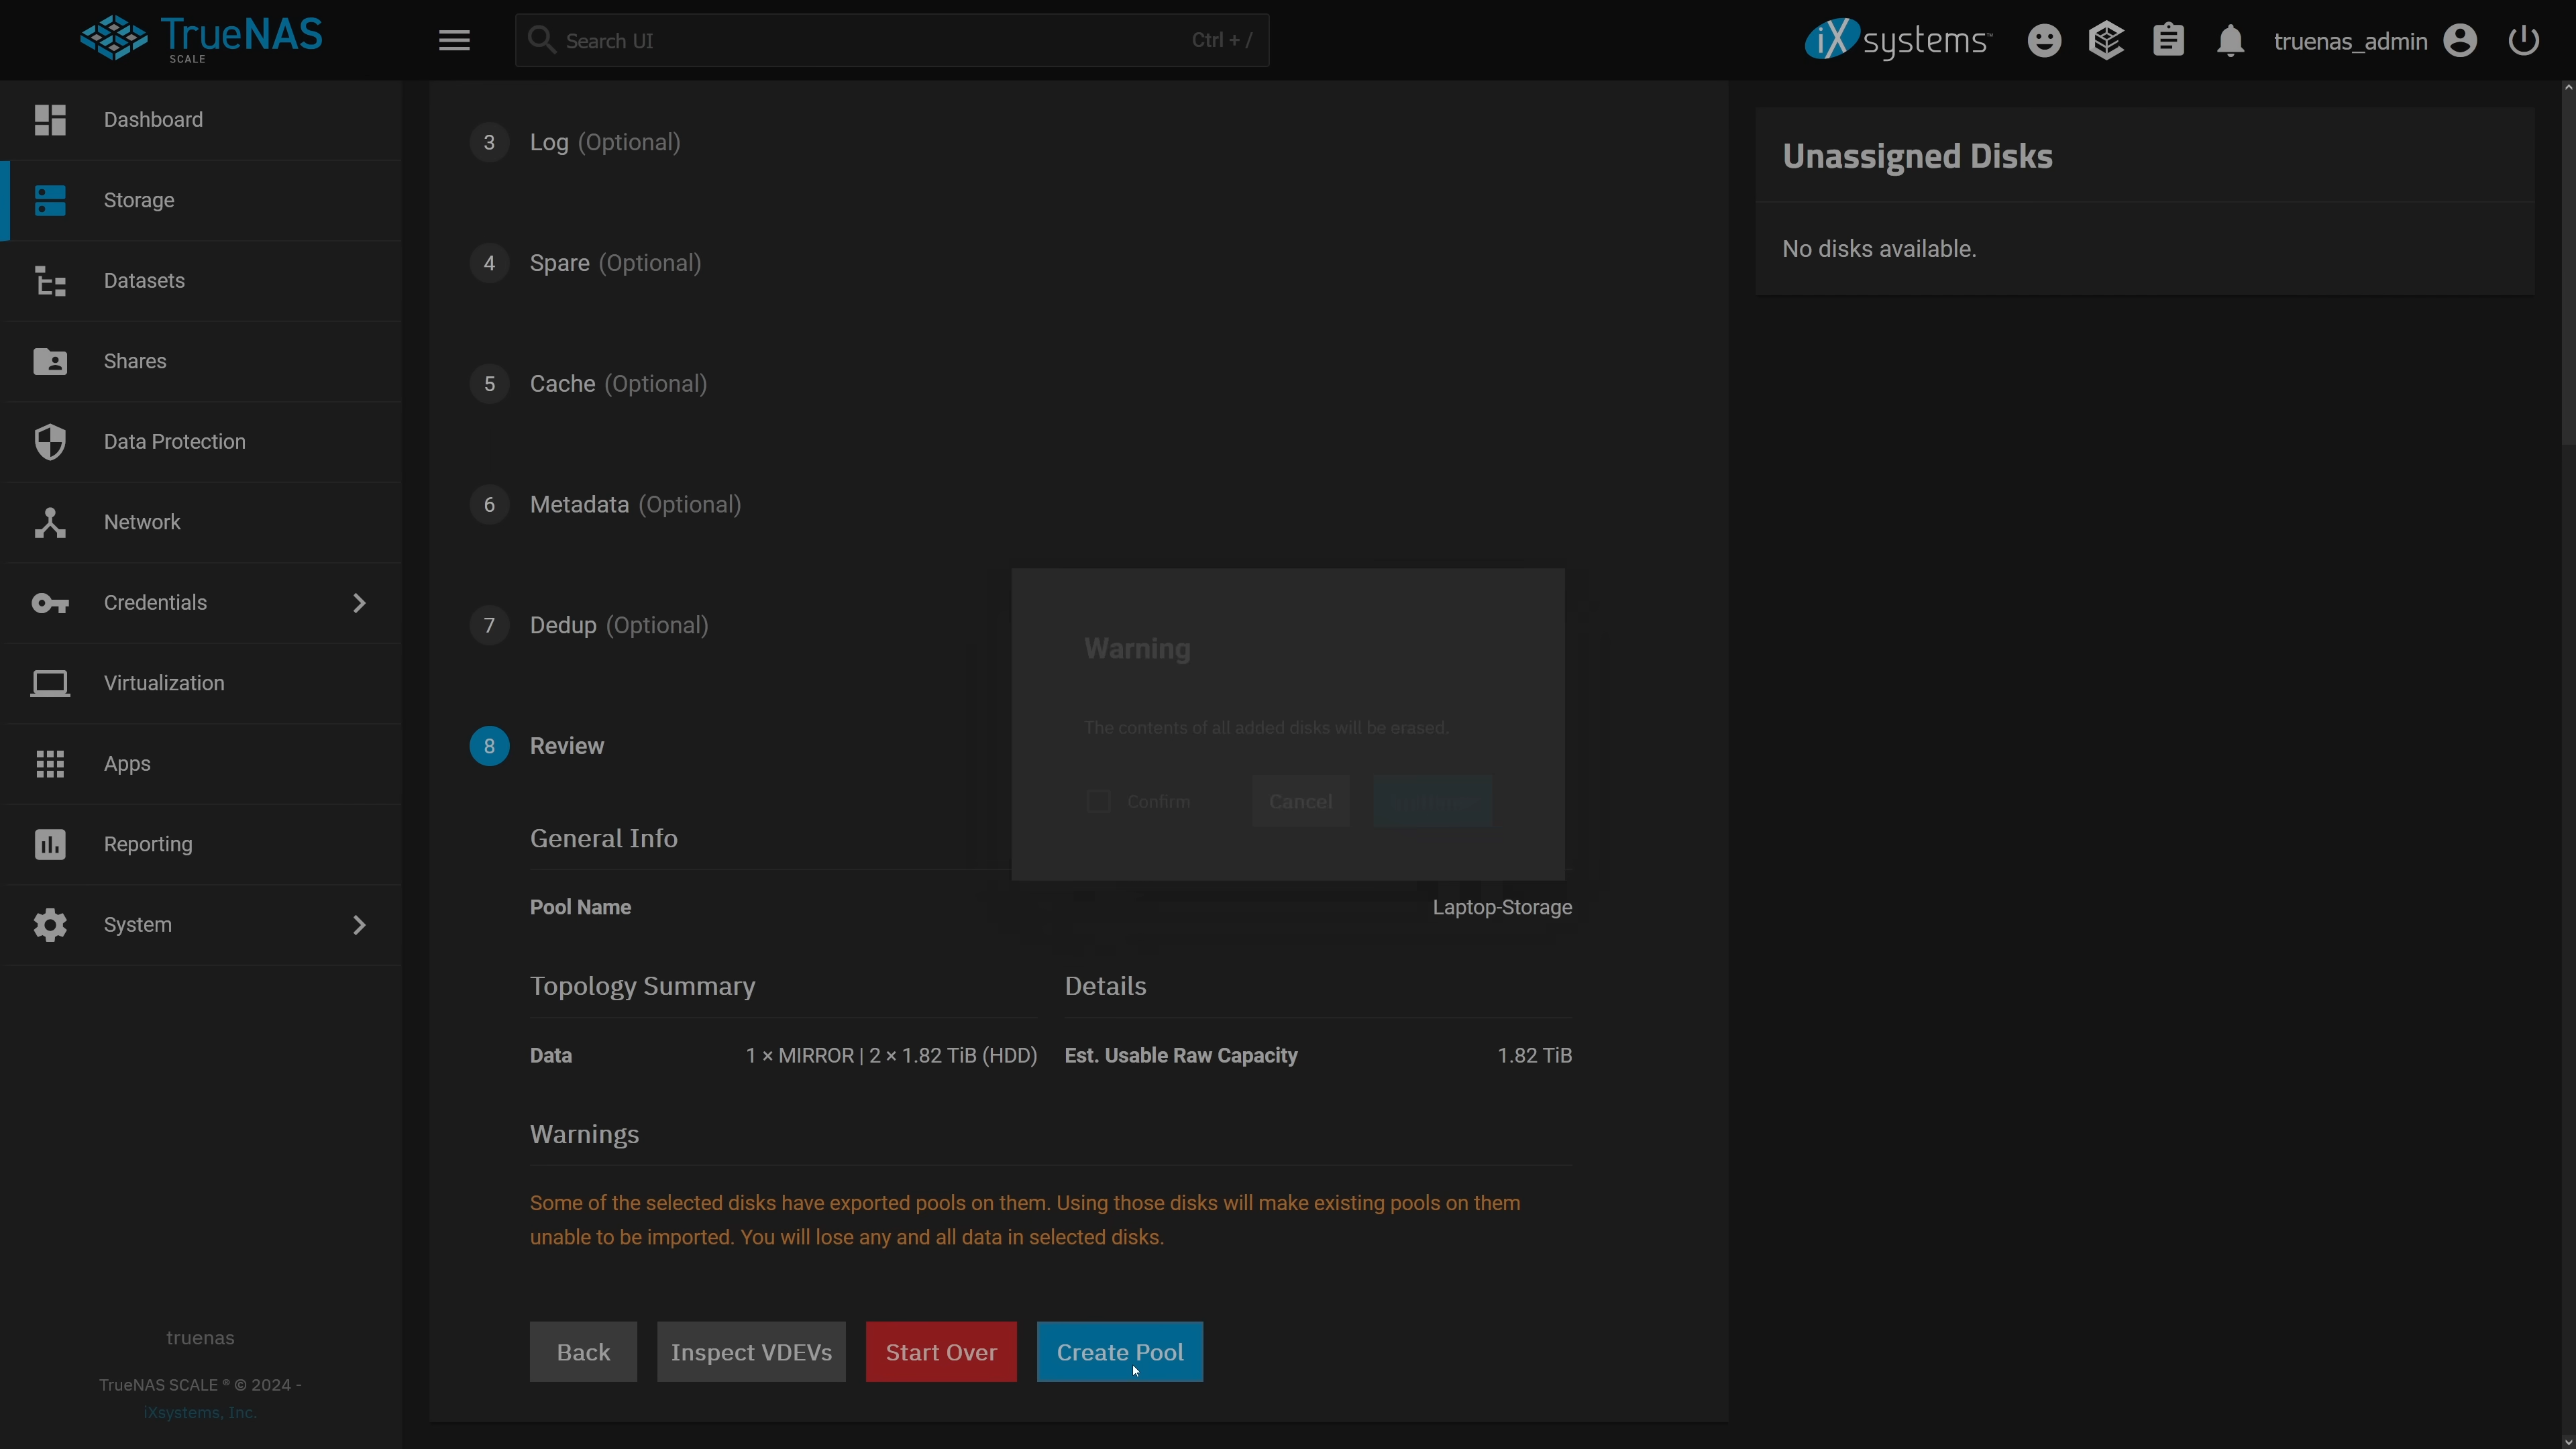 TrueNAS
SCALE
Search UI
Ctrl + /
iXsystems™
truenas_admin
Dashboard
Storage
Datasets
Shares
Data Protection
Network
Credentials
Virtualization
Apps
Reporting
System
truenas
TrueNAS SCALE ® © 2024 -
iXsystems, Inc.
3 Log (Optional)
4 Spare (Optional)
5 Cache (Optional)
6 Metadata (Optional)
7 Dedup (Optional)
8 Review
General Info
Pool Name Laptop-Storage
Topology Summary
Data 1 × MIRROR | 2 × 1.82 TiB (HDD)
Details
Est. Usable Raw Capacity 1.82 TiB
Warnings
Some of the selected disks have exported pools on them. Using those disks will make existing pools on them
unable to be imported. You will lose any and all data in selected disks.
Back
Inspect VDEVs
Start Over
Create Pool
Warning
The contents of all added disks will be erased.
Confirm
Cancel
Unassigned Disks
No disks available.